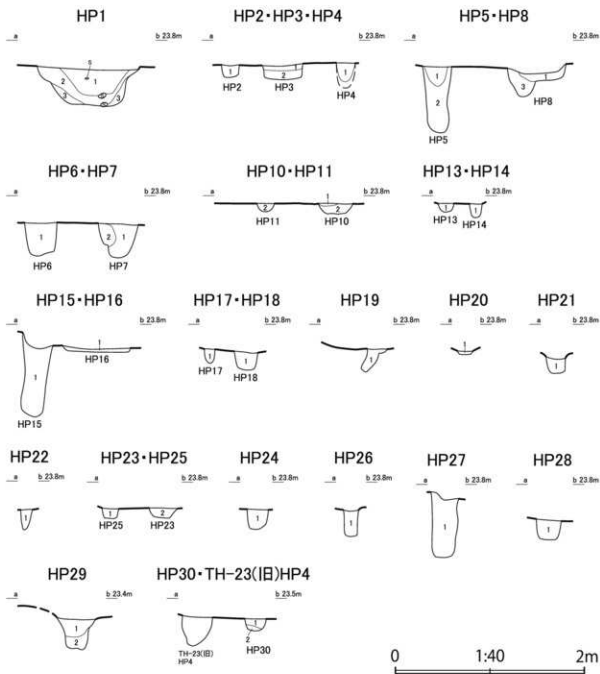 HP1
a b 23.8m
5
2 1
3 3
HP2・HP3・HP4
a b 23.8m
1 1 1
2
HP2 HP3 HP4
HP5・HP8
a b 23.8m
1 1
2 3
HP8
HP5
HP6・HP7
a b 23.8m
1 2 1
HP6 HP7
HP10・HP11
a b 23.8m
1
2 2
HP11 HP10
HP13・HP14
a b 23.8m
1 1
HP13 HP14
HP15・HP16
a b 23.8m
1
HP16
1
HP15
HP17・HP18
a b 23.8m
1 1
HP17 HP18
HP19
a b 23.8m
1
HP20
a b 23.8m
1
HP21
a b 23.8m
1
HP22
a b 23.8m
1
HP23・HP25
a b 23.8m
1 2
HP25 HP23
HP24
a b 23.8m
1
HP26
a b 23.8m
1
HP27
a b 23.8m
1
HP28
a b 23.8m
1
HP29
a b 23.4m
1
2
HP30・TH-23(旧)HP4
a b 23.5m
1
2 HP30
TH-23(旧)
HP4
0 1:40 2m